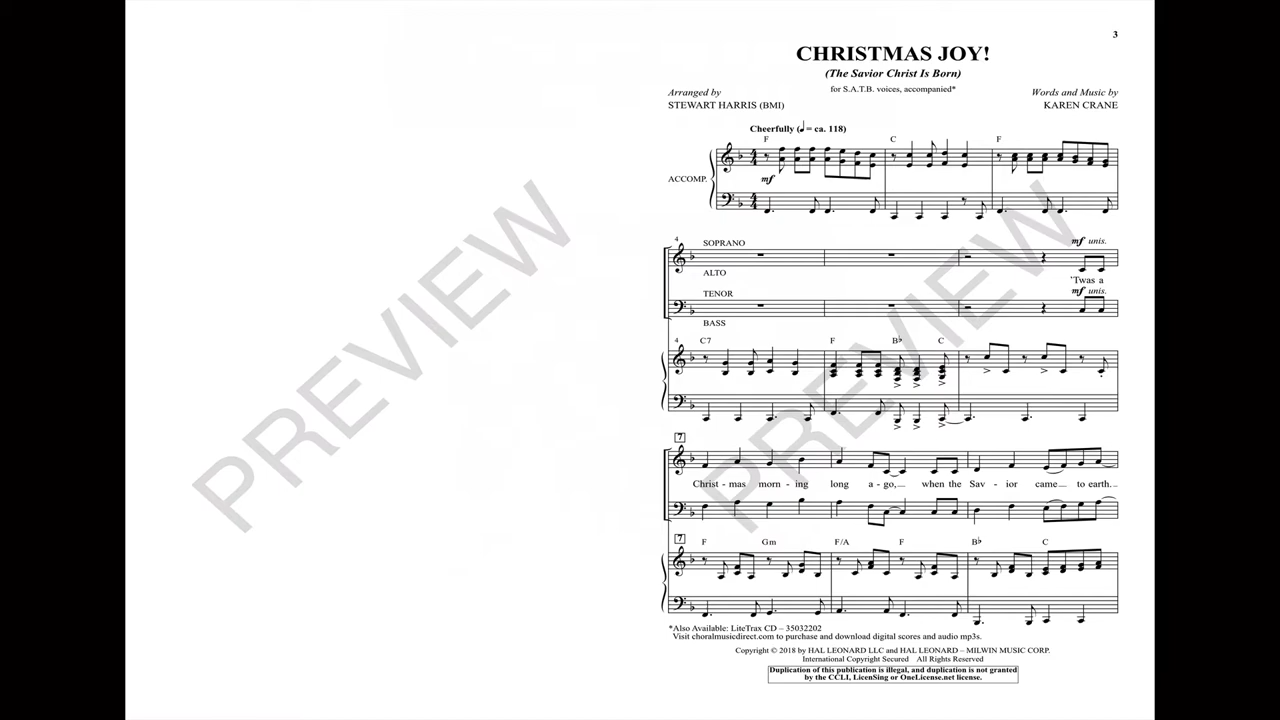 3
CHRISTMAS JOY!
(The Savior Christ Is Born)
for S.A.T.B. voices, accompanied*
Arranged by
STEWART HARRIS (BMI)
Words and Music by
KAREN CRANE
Cheerfully (♩ = ca. 118)
F C F
ACCOMP.
mf
4
SOPRANO
mf unis.
ALTO
'Twas a
TENOR
mf unis.
BASS
4
C7 F B♭ C
7
Christ - mas morn - ing long a - go, when the Sav - ior came to earth.
7
F Gm F/A F B♭ C
*Also Available: LiteTrax CD – 35032202
Visit choralmusicdirect.com to purchase and download digital scores and audio mp3s.
Copyright © 2018 by HAL LEONARD LLC and HAL LEONARD – MILWIN MUSIC CORP.
International Copyright Secured All Rights Reserved
Duplication of this publication is illegal, and duplication is not granted
by the CCLI, LicenSing or OneLicense.net license.
PREVIEW
PREVIEW